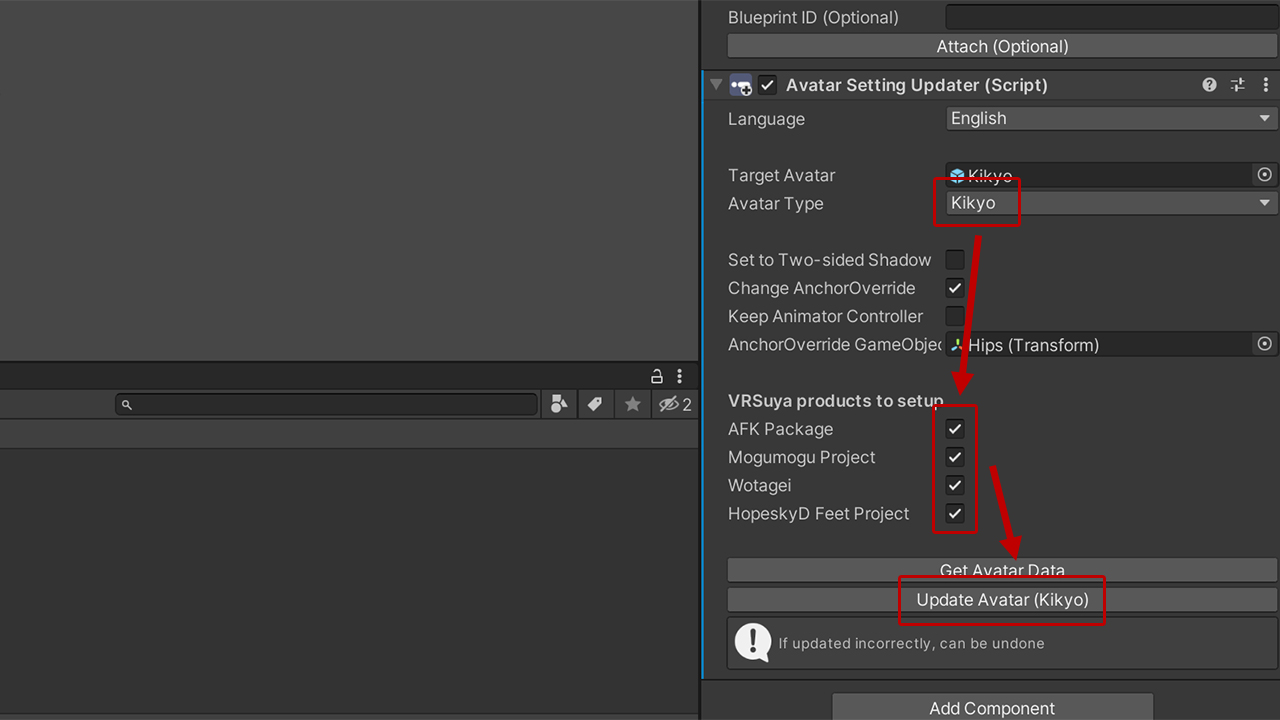 Blueprint ID (Optional)
Attach (Optional)
Avatar Setting Updater (Script)
Language English
Target Avatar Kikyo
Avatar Type Kikyo
Set to Two-sided Shadow
Change AnchorOverride
Keep Animator Controller
AnchorOverride GameObjec Hips (Transform)
2
VRSuya products to setup
AFK Package
Mogumogu Project
Wotagei
HopeskyD Feet Project
Get Avatar Data
Update Avatar (Kikyo)
If updated incorrectly, can be undone
Add Component